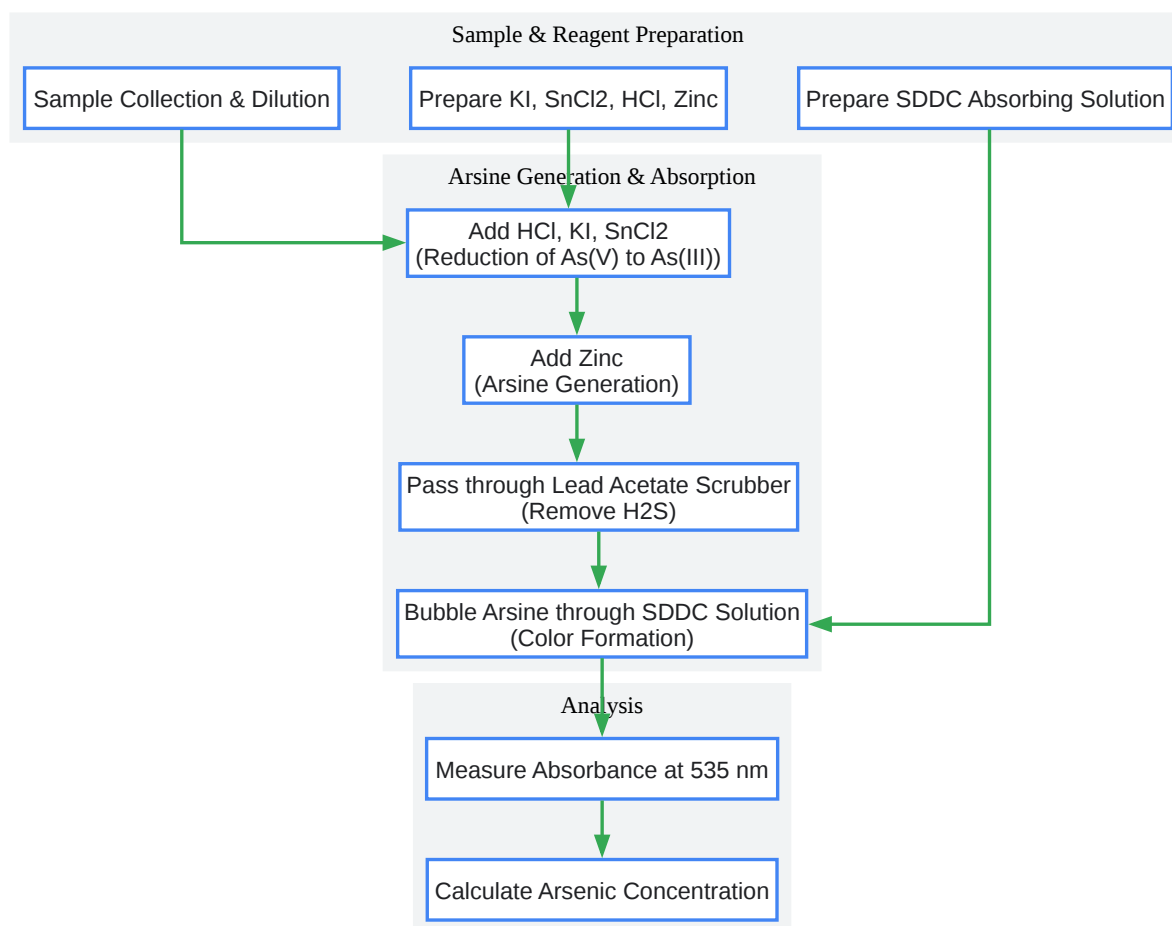 Sample & Reagent Preparation
Sample Collection & Dilution
Prepare KI, SnCl2, HCl, Zinc
Prepare SDDC Absorbing Solution
Arsine Generation & Absorption
Add HCl, KI, SnCl2
(Reduction of As(V) to As(III))
Add Zinc
(Arsine Generation)
Pass through Lead Acetate Scrubber
(Remove H2S)
Bubble Arsine through SDDC Solution
(Color Formation)
Analysis
Measure Absorbance at 535 nm
Calculate Arsenic Concentration